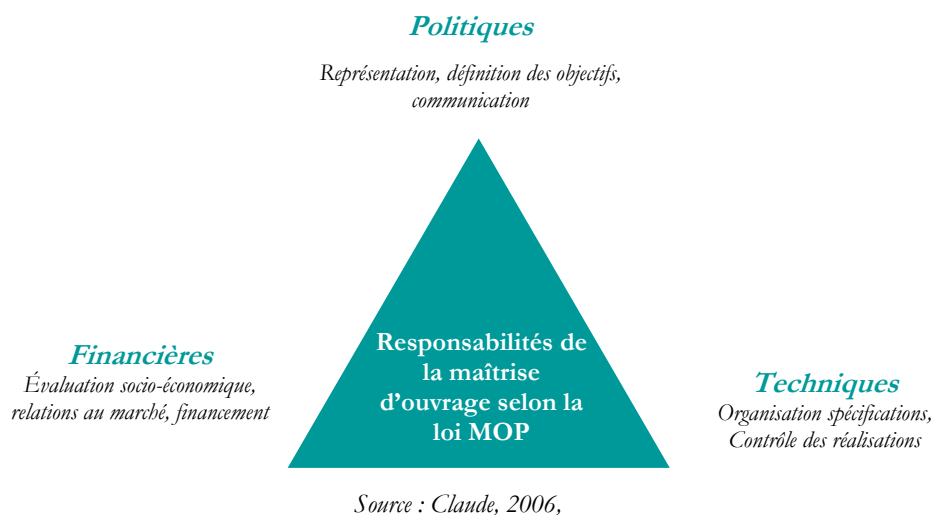 Politiques
Représentation, définition des objectifs,
communication
Financières
Évaluation socio-économique,
relations au marché, financement
Responsabilités de
la maîtrise
d'ouvrage selon la
loi MOP
Techniques
Organisation spécifications,
Contrôle des réalisations
Source : Claude, 2006,